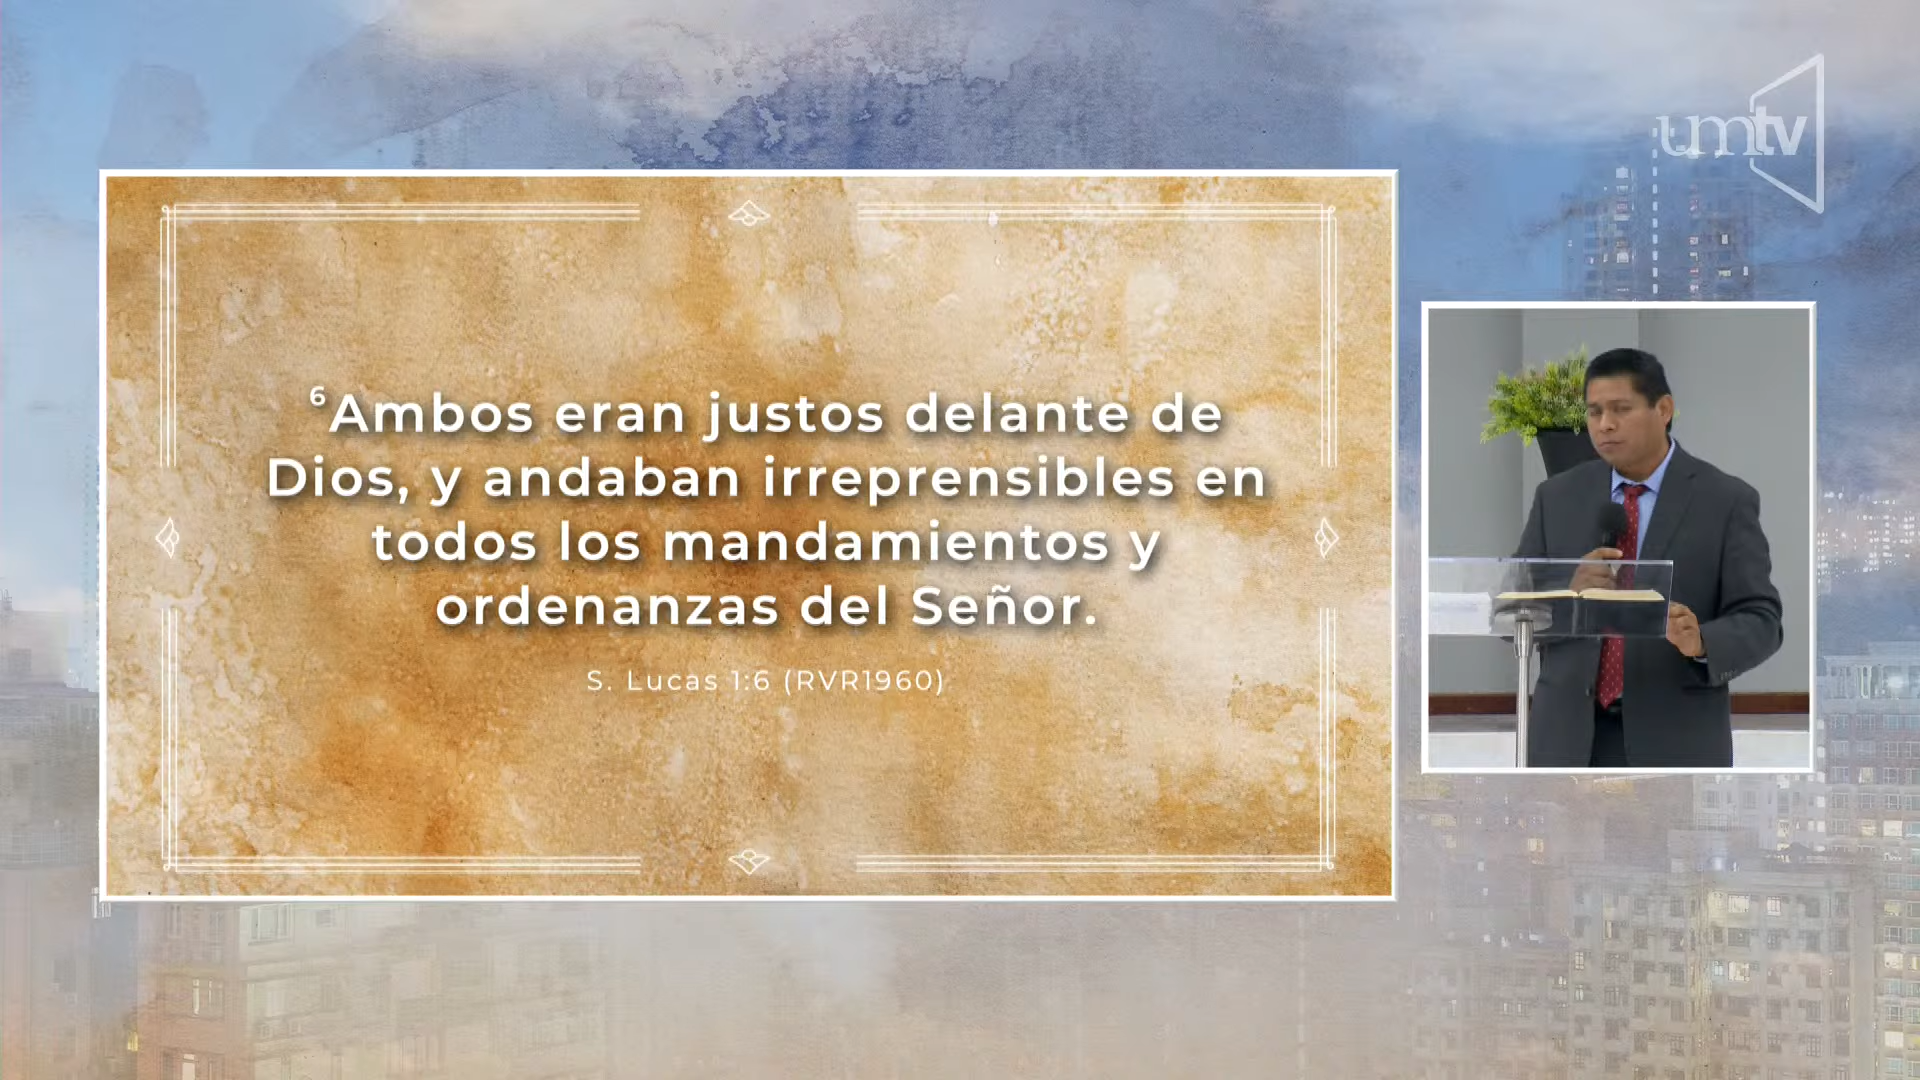 umtv
⁶Ambos eran justos delante de
Dios, y andaban irreprensibles en
todos los mandamientos y
ordenanzas del Señor.
S. Lucas 1:6 (RVR1960)